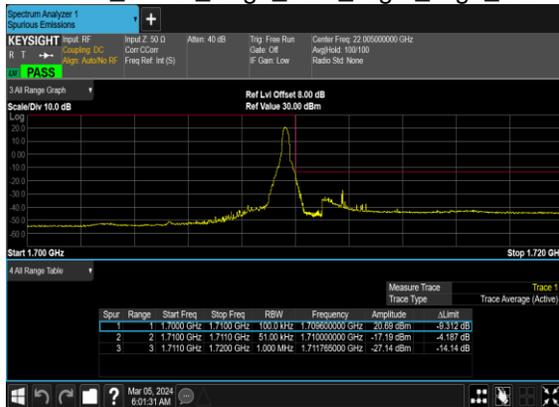 Spectrum Analyzer 1
Spurious Emissions
KEYSIGHT Input: RF Input Z: 50 Ω Atten: 40 dB Trig: Free Run Center Freq: 22.005000000 GHz
R T Coupling: DC Corr CCorr Gate: Off Avg|Hold: 100/100
Align: Auto/No RF Freq Ref: Int (S) IF Gain: Low Radio Std: None
LNI PASS
3 All Range Graph
Ref Lvl Offset 8.00 dB
Scale/Div 10.0 dB Ref Value 30.00 dBm
Log
20.0
10.0
0.00
-10.0
-20.0
-30.0
-40.0
-50.0
-60.0
Start 1.700 GHz Stop 1.720 GH
4 All Range Table
Measure Trace Trace 1
Trace Type Trace Average (Active)
Spur Range Start Freq Stop Freq RBW Frequency Amplitude ΔLimit
1 1 1.7000 GHz 1.7100 GHz 100.0 kHz 1.709600000 GHz 20.69 dBm -9.312 dB
2 2 1.7100 GHz 1.7110 GHz 51.00 kHz 1.710000000 GHz -17.19 dBm -4.187 dB
3 3 1.7110 GHz 1.7200 GHz 1.000 MHz 1.711765000 GHz -27.14 dBm -14.14 dB
Mar 05, 2024
6:01:31 AM